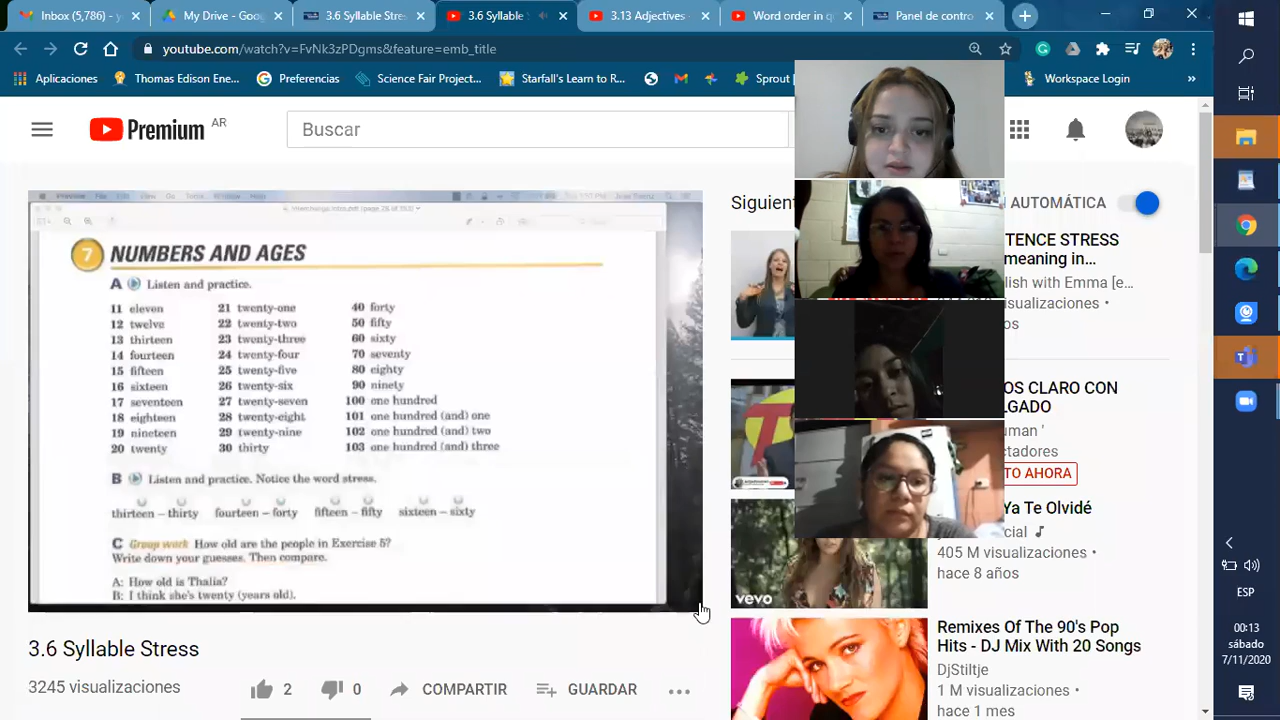 Inbox (5,786) -
My Drive - Goo
3.6 Syllable Stres
3.6 Syllable S
3.13 Adjectives -
Word order in qu
Panel de contro
youtube.com/watch?v=FvNk3zPDgms&feature=emb_title
Aplicaciones
Thomas Edison Ene...
Preferencias
Science Fair Project...
Starfall's Learn to R...
Sprout
Workspace Login
»
Premium AR
Buscar
7 NUMBERS AND AGES
A Listen and practice.
11 eleven 21 twenty-one 40 forty
12 twelve 22 twenty-two 50 fifty
13 thirteen 23 twenty-three 60 sixty
14 fourteen 24 twenty-four 70 seventy
15 fifteen 25 twenty-five 80 eighty
16 sixteen 26 twenty-six 90 ninety
17 seventeen 27 twenty-seven 100 one hundred
18 eighteen 28 twenty-eight 101 one hundred (and) one
19 nineteen 29 twenty-nine 102 one hundred (and) two
20 twenty 30 thirty 103 one hundred (and) three
B Listen and practice. Notice the word stress.
thirteen – thirty fourteen – forty fifteen – fifty sixteen – sixty
C Group work How old are the people in Exercise 5?
Write down your guesses. Then compare.
A: How old is Thalia?
B: I think she's twenty (years old).
3.6 Syllable Stress
3245 visualizaciones
2
0
COMPARTIR
GUARDAR
Siguient
AUTOMÁTICA
TENCE STRESS
meaning in...
lish with Emma [e...
sualizaciones •
os
OS CLARO CON
LGADO
uman '
ctadores
TO AHORA
Ya Te Olvidé
cial
405 M visualizaciones •
hace 8 años
vevo
Remixes Of The 90's Pop
Hits - DJ Mix With 20 Songs
DjStiltje
1 M visualizaciones •
hace 1 mes
ESP
00:13
sábado
7/11/2020